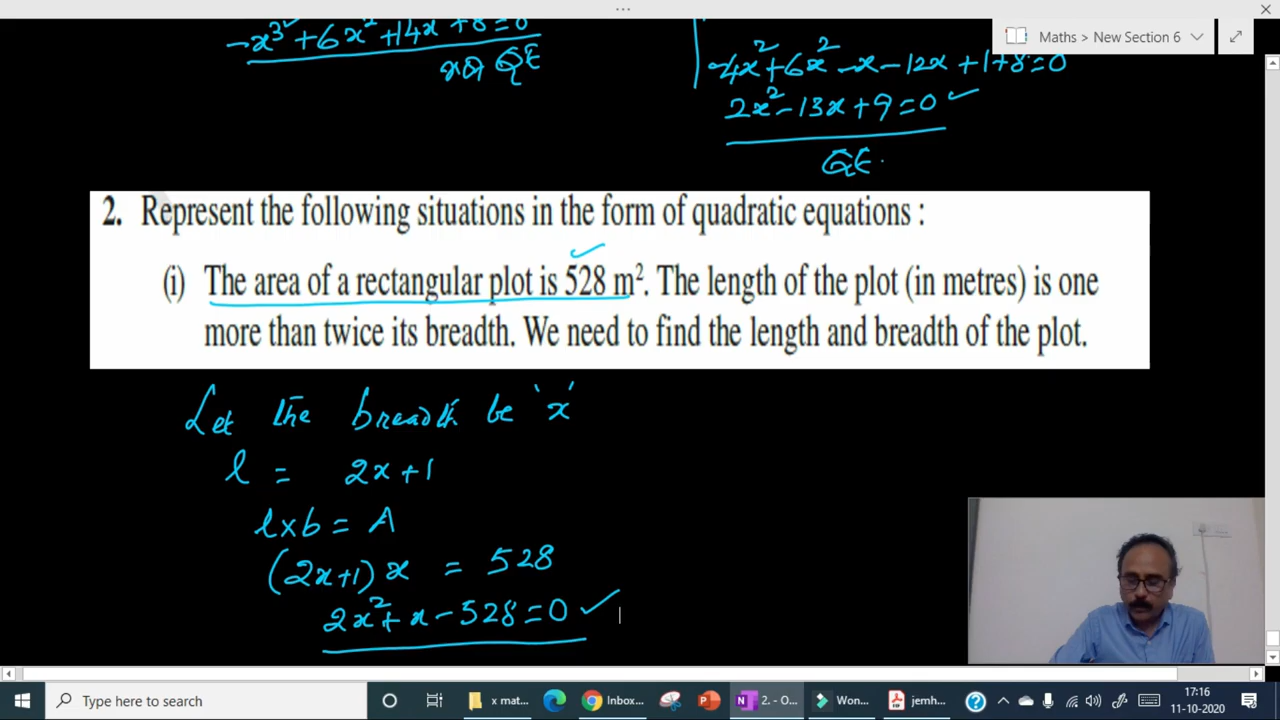 -x³ + 6x² + 14x + 8 = 0
QE
-4x² + 6x² - x - 12x + 1 + 8 = 0
2x² - 13x + 9 = 0 ✓
QE.
Maths > New Section 6
2. Represent the following situations in the form of quadratic equations :
(i) The area of a rectangular plot is 528 m². The length of the plot (in metres) is one
more than twice its breadth. We need to find the length and breadth of the plot.
Let the breadth be 'x'
l = 2x + 1
l x b = A
(2x+1) x = 528
2x² + x - 528 = 0 ✓
Type here to search
x mat...
Inbox...
2. - O...
Won...
jemh...
17:16
11-10-2020